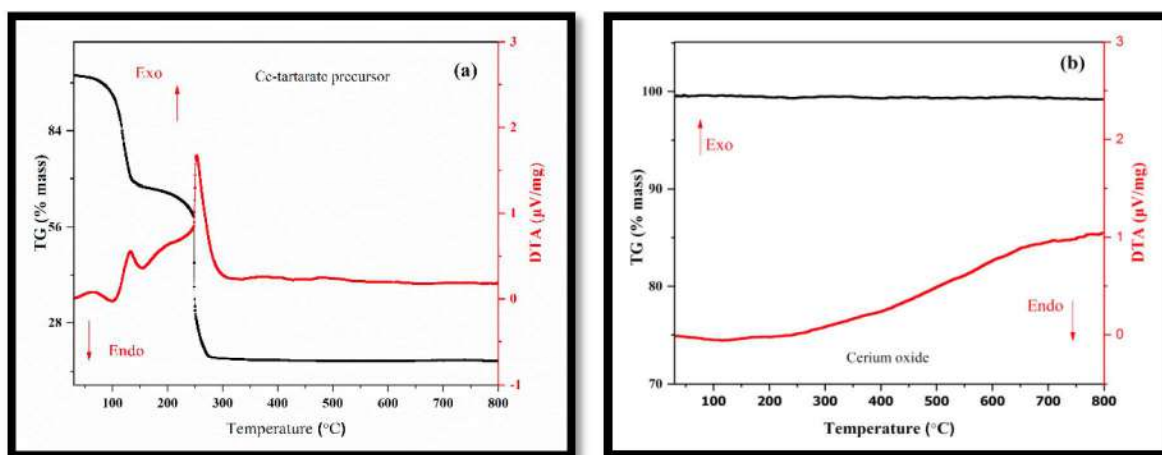 (a)
Exo
Ce-tartarate precursor
Endo
84
56
28
TG (% mass)
3
2
1
0
-1
DTA (µV/mg)
100 200 300 400 500 600 700 800
Temperature (°C)
(b)
Exo
Endo
Cerium oxide
100
90
80
70
TG (% mass)
3
2
1
0
DTA (µV/mg)
100 200 300 400 500 600 700 800
Temperature (°C)